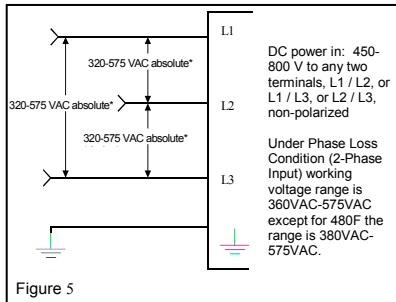 L1
320-575 VAC absolute*
320-575 VAC absolute*
L2
320-575 VAC absolute*
L3
DC power in: 450-
800 V to any two
terminals, L1 / L2, or
L1 / L3, or L2 / L3,
non-polarized
Under Phase Loss
Condition (2-Phase
Input) working
voltage range is
360VAC-575VAC
except for 480F the
range is 380VAC-
575VAC.
Figure 5